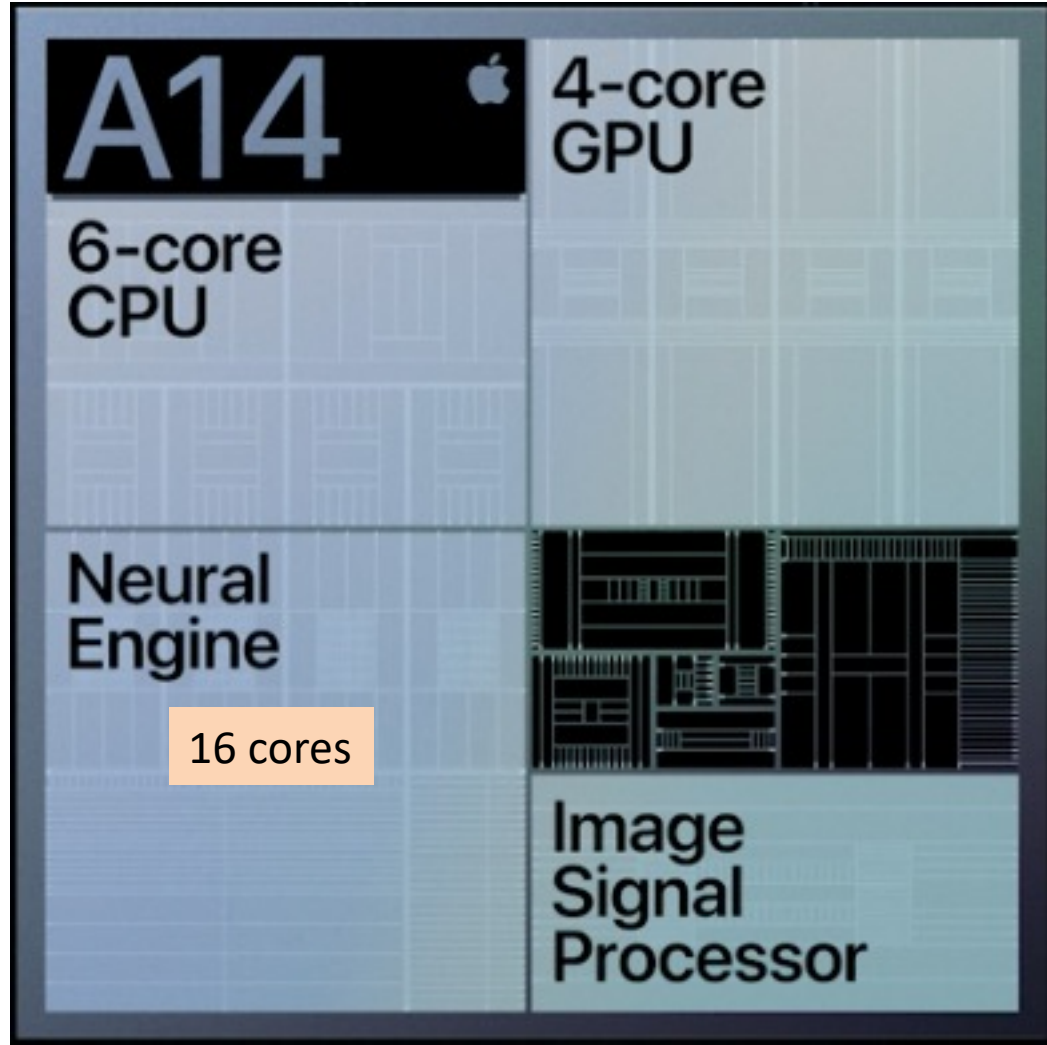 A14
4-core
GPU
6-core
CPU
Neural
Engine
16 cores
Image
Signal
Processor